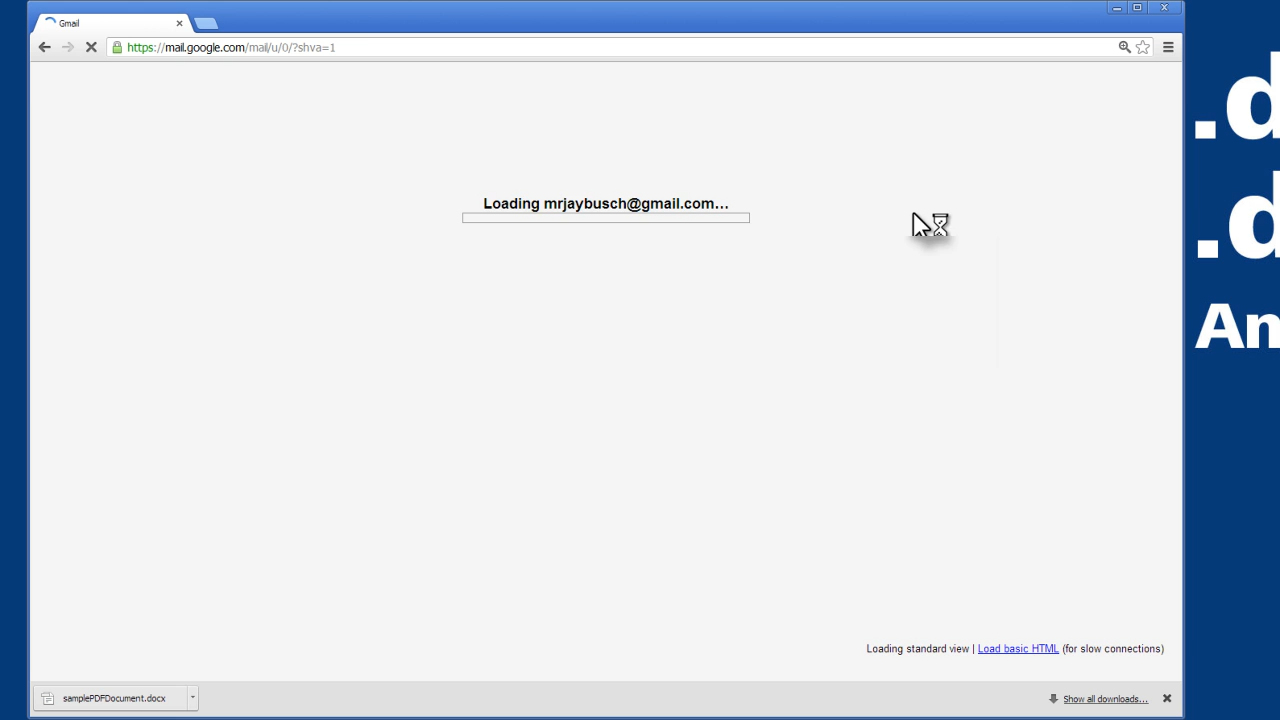 Gmail
https://mail.google.com/mail/u/0/?shva=1
.d
.d
An
Loading mrjaybusch@gmail.com...
Loading standard view | Load basic HTML (for slow connections)
samplePDFDocument.docx
Show all downloads...